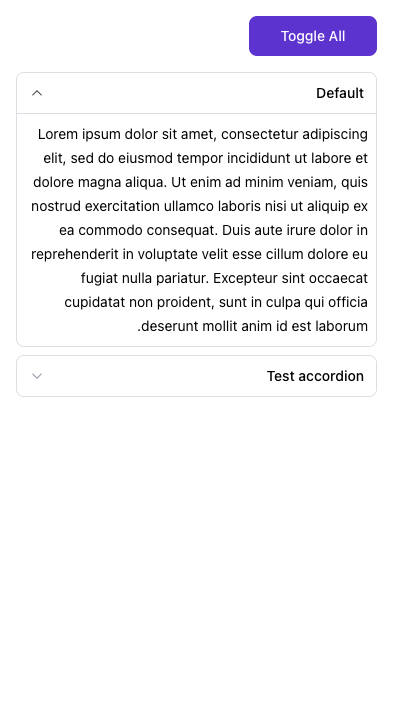 Toggle All
Default
Lorem ipsum dolor sit amet, consectetur adipiscing
elit, sed do eiusmod tempor incididunt ut labore et
dolore magna aliqua. Ut enim ad minim veniam, quis
nostrud exercitation ullamco laboris nisi ut aliquip ex
ea commodo consequat. Duis aute irure dolor in
reprehenderit in voluptate velit esse cillum dolore eu
fugiat nulla pariatur. Excepteur sint occaecat
cupidatat non proident, sunt in culpa qui officia
.deserunt mollit anim id est laborum
Test accordion